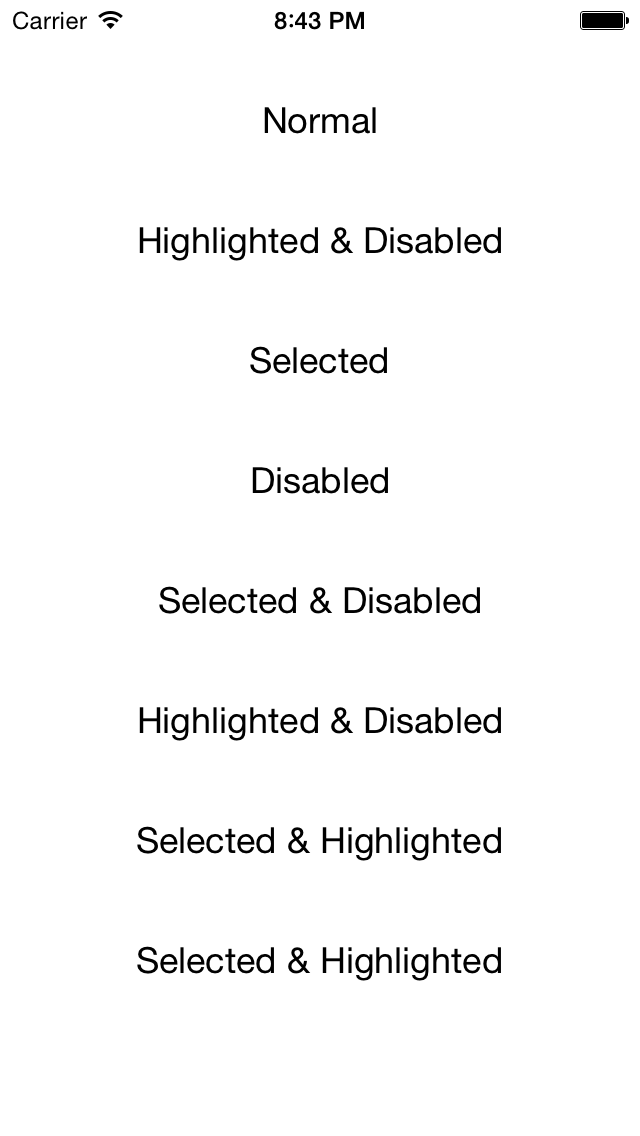 Carrier 8:43 PM
Normal
Highlighted & Disabled
Selected
Disabled
Selected & Disabled
Highlighted & Disabled
Selected & Highlighted
Selected & Highlighted